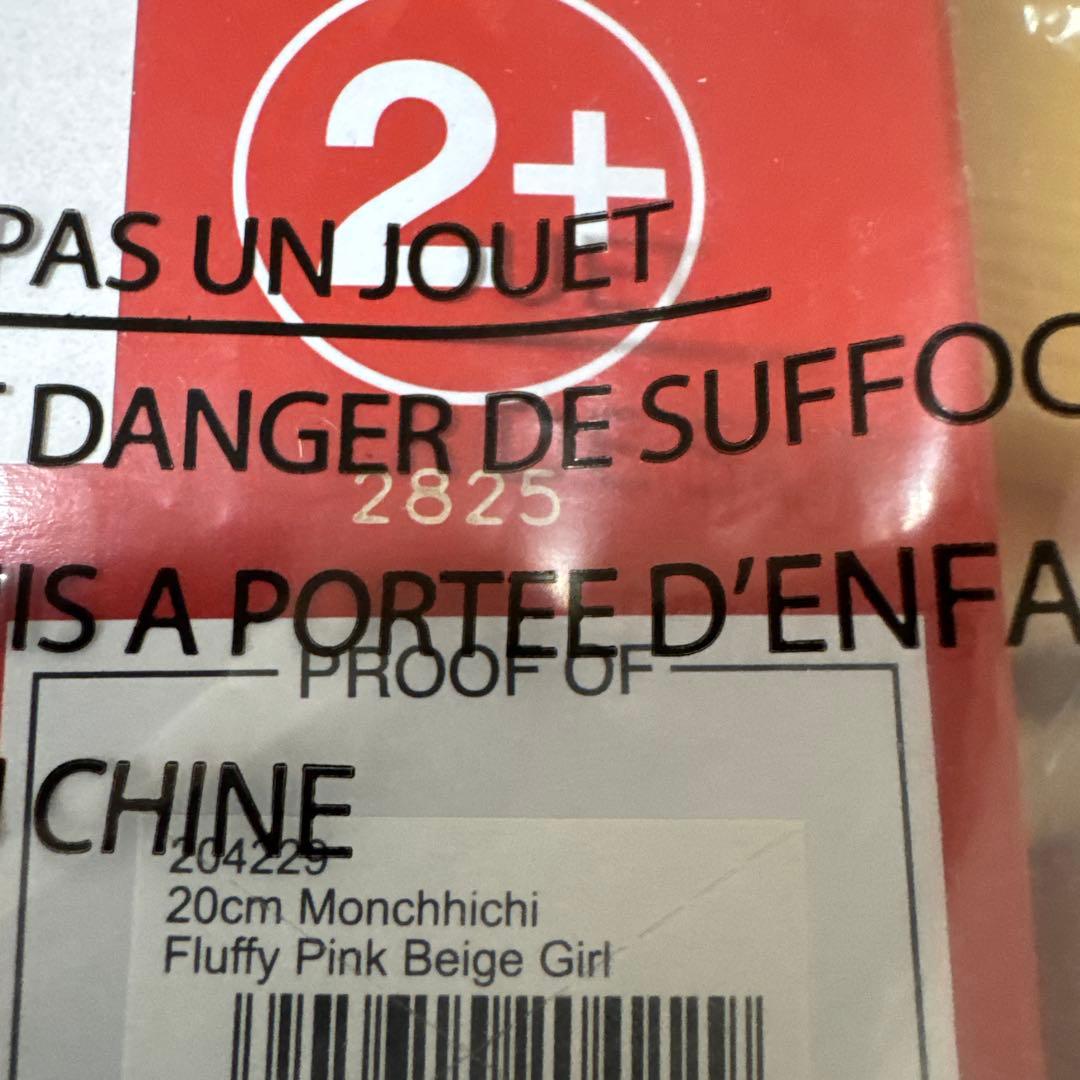 2+
PAS UN JOUET
DANGER DE SUFFOC
2825
IS A PORTEE D'ENFA
PROOF OF
CHINE
204229
20cm Monchhichi
Fluffy Pink Beige Girl